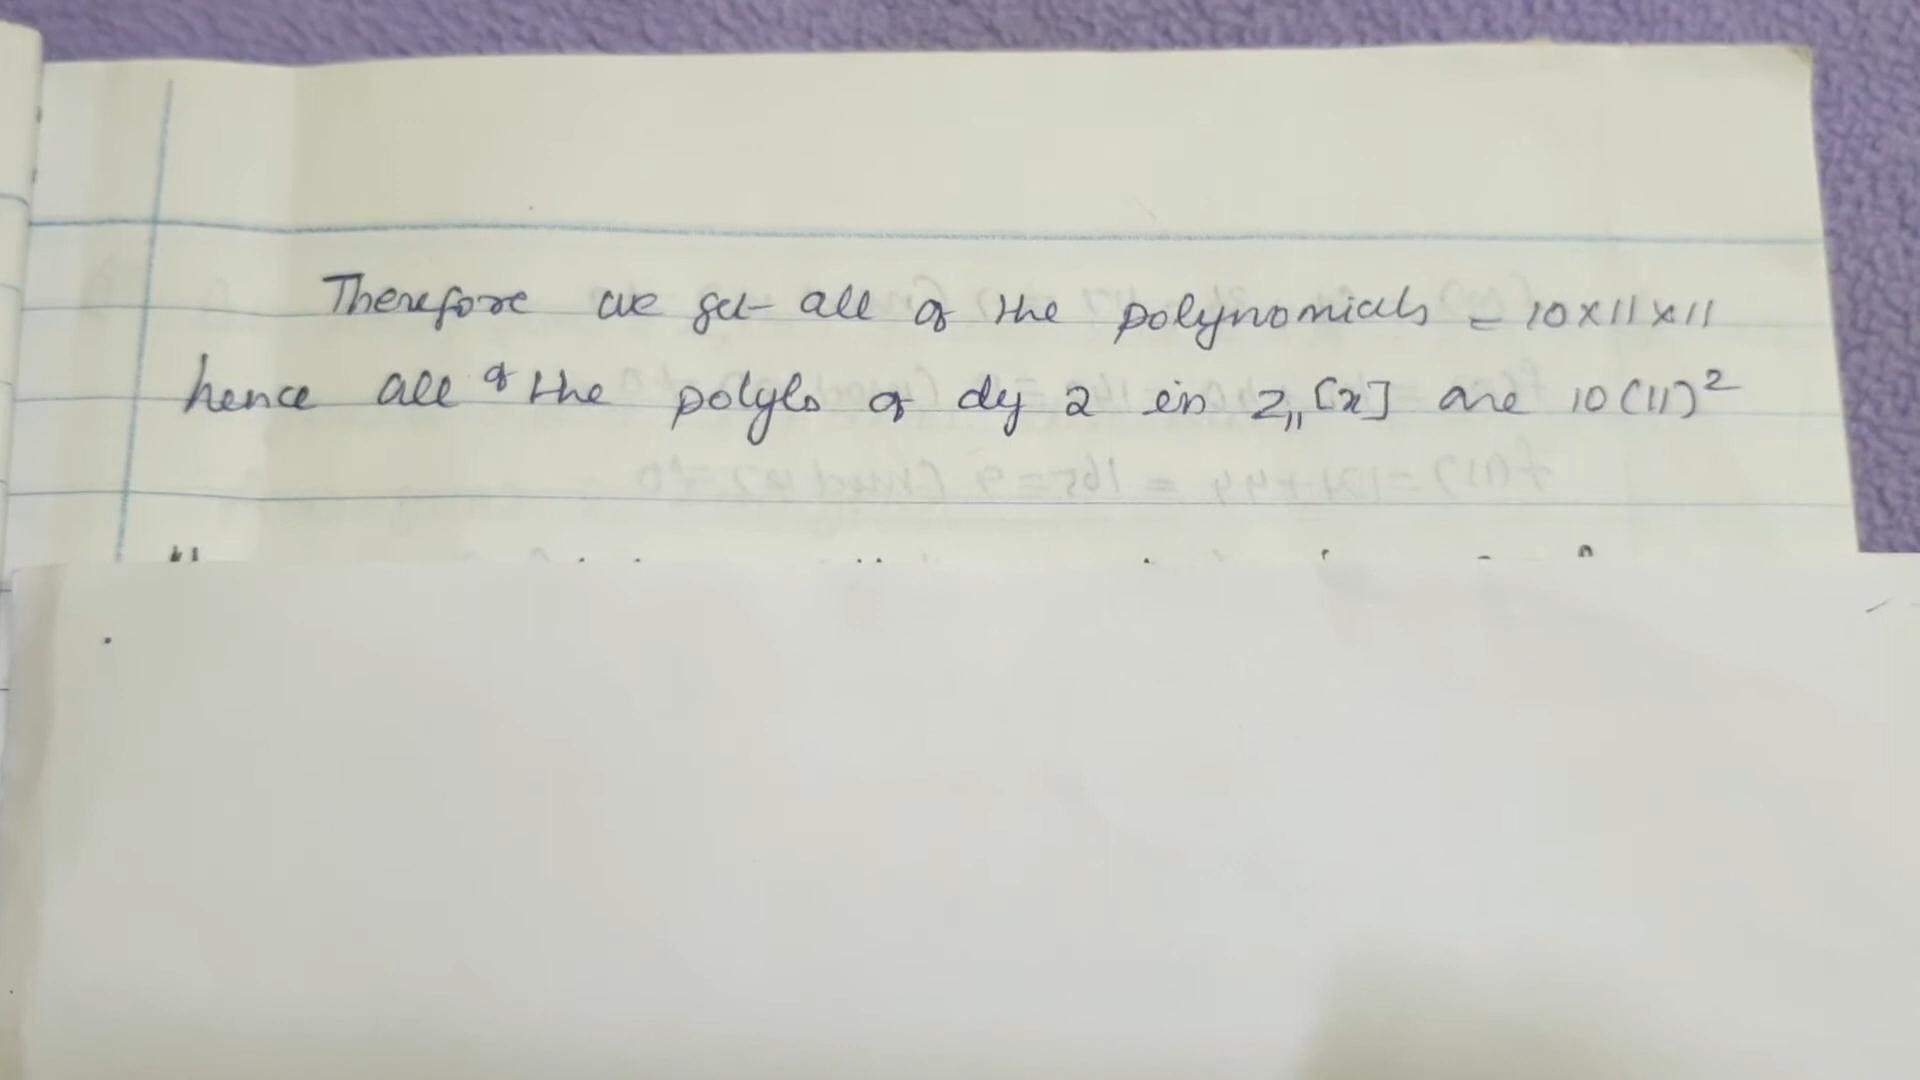 Therefore we get all of the polynomials = 10×11×11
hence all of the polyls of deg 2 in Z₁₁[x] are 10(11)²